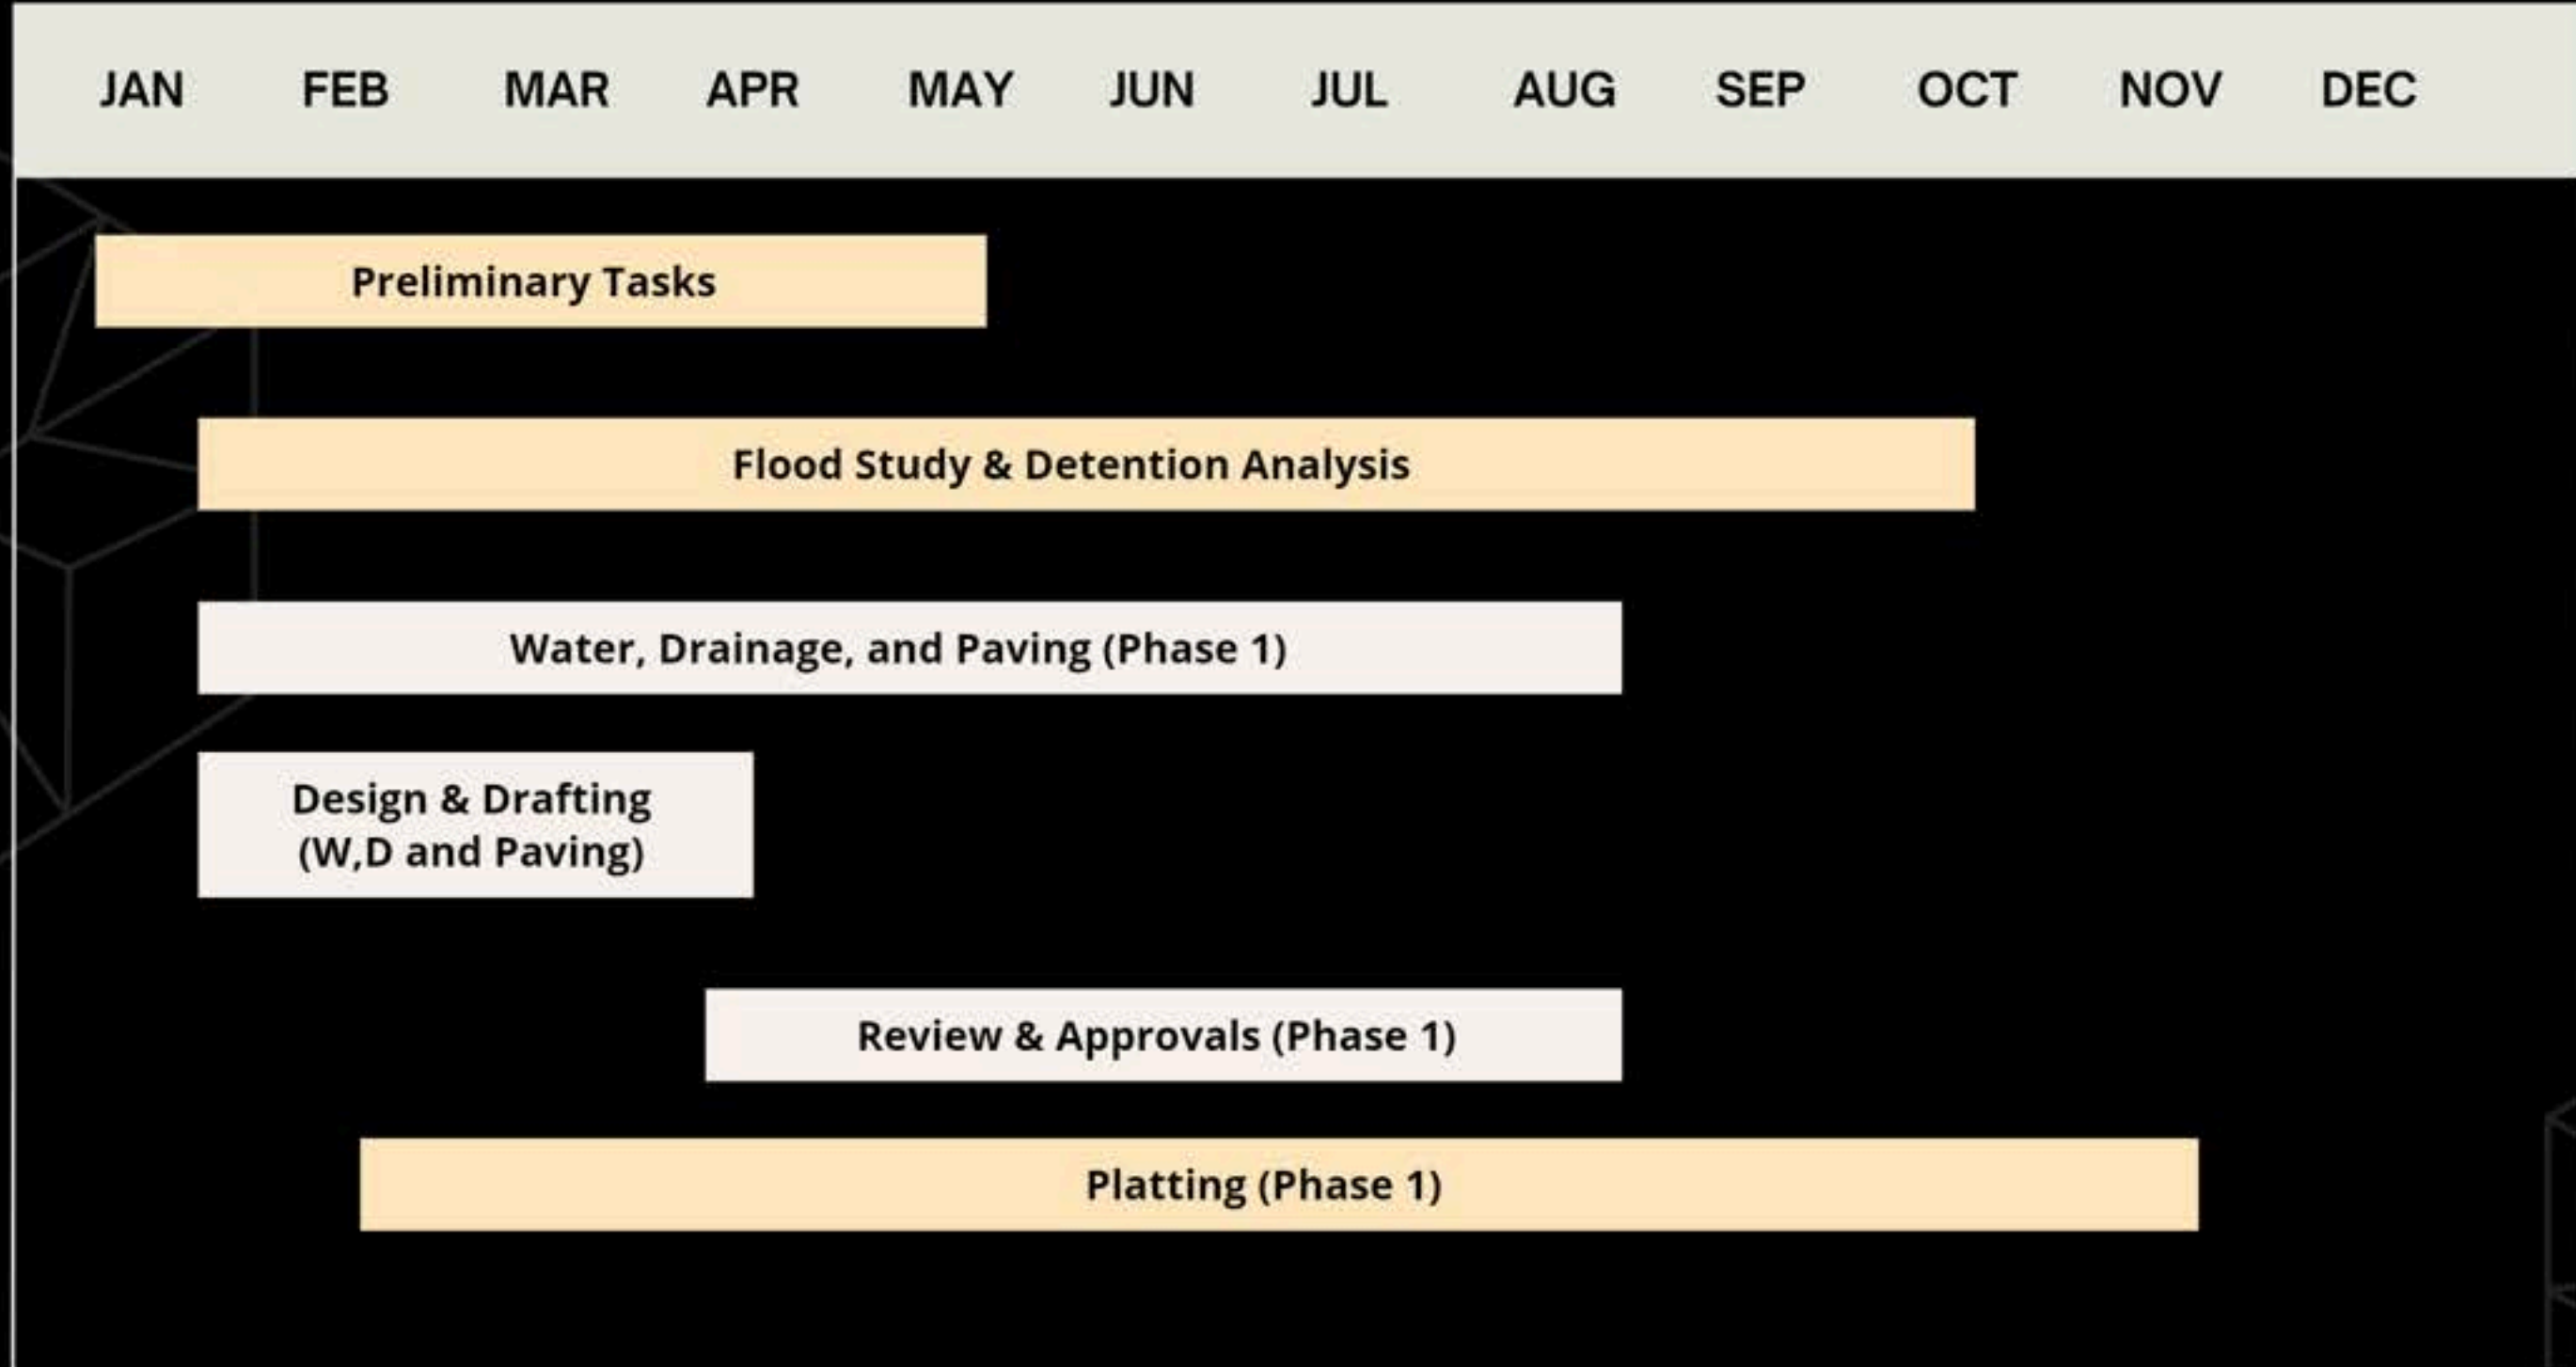 JAN FEB MAR APR MAY JUN JUL AUG SEP OCT NOV DEC
Preliminary Tasks
Flood Study & Detention Analysis
Water, Drainage, and Paving (Phase 1)
Design & Drafting
(W,D and Paving)
Review & Approvals (Phase 1)
Platting (Phase 1)